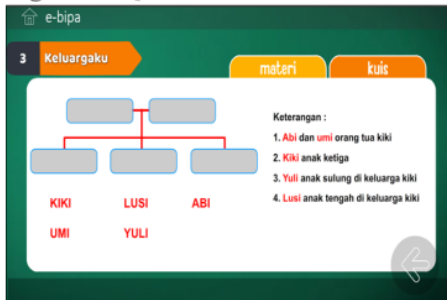 e-bipa
3 Keluargaku
materi kuis
Keterangan :
1. Abi dan umi orang tua kiki
2. Kiki anak ketiga
3. Yuli anak sulung di keluarga kiki
4. Lusi anak tengah di keluarga kiki
KIKI LUSI ABI
UMI YULI